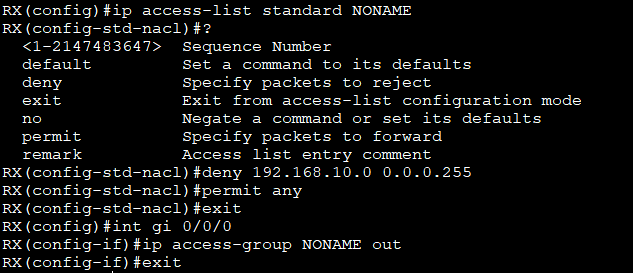 RX(config)#ip access-list standard NONAME
RX(config-std-nacl)#?
  <1-2147483647>  Sequence Number
  default         Set a command to its defaults
  deny            Specify packets to reject
  exit            Exit from access-list configuration mode
  no              Negate a command or set its defaults
  permit          Specify packets to forward
  remark          Access list entry comment
RX(config-std-nacl)#deny 192.168.10.0 0.0.0.255
RX(config-std-nacl)#permit any
RX(config-std-nacl)#exit
RX(config)#int gi 0/0/0
RX(config-if)#ip access-group NONAME out
RX(config-if)#exit